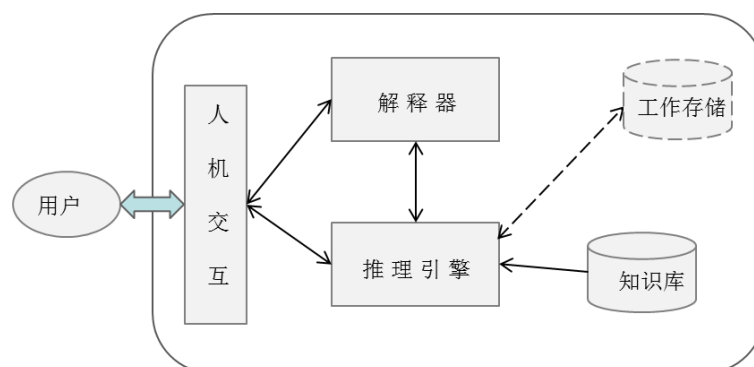 用户
人机交互
解释器
推理引擎
工作存储
知识库